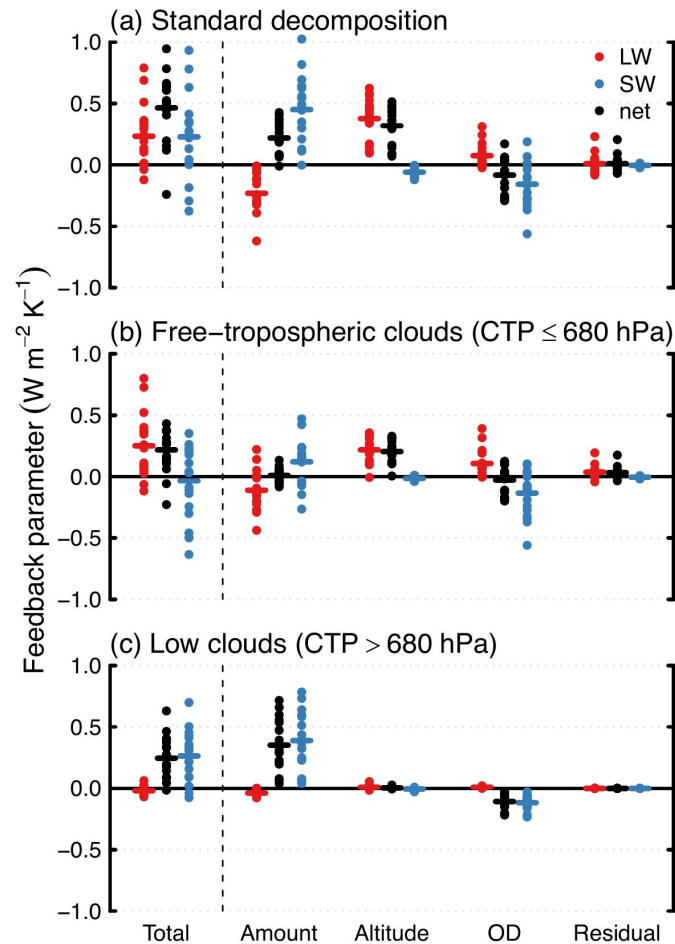 (a) Standard decomposition
1.0
0.5
0.0
−0.5
−1.0
LW
SW
net
Feedback parameter (W m−2 K−1)
(b) Free−tropospheric clouds (CTP ≤ 680 hPa)
1.0
0.5
0.0
−0.5
−1.0
(c) Low clouds (CTP > 680 hPa)
1.0
0.5
0.0
−0.5
−1.0
Total Amount Altitude OD Residual